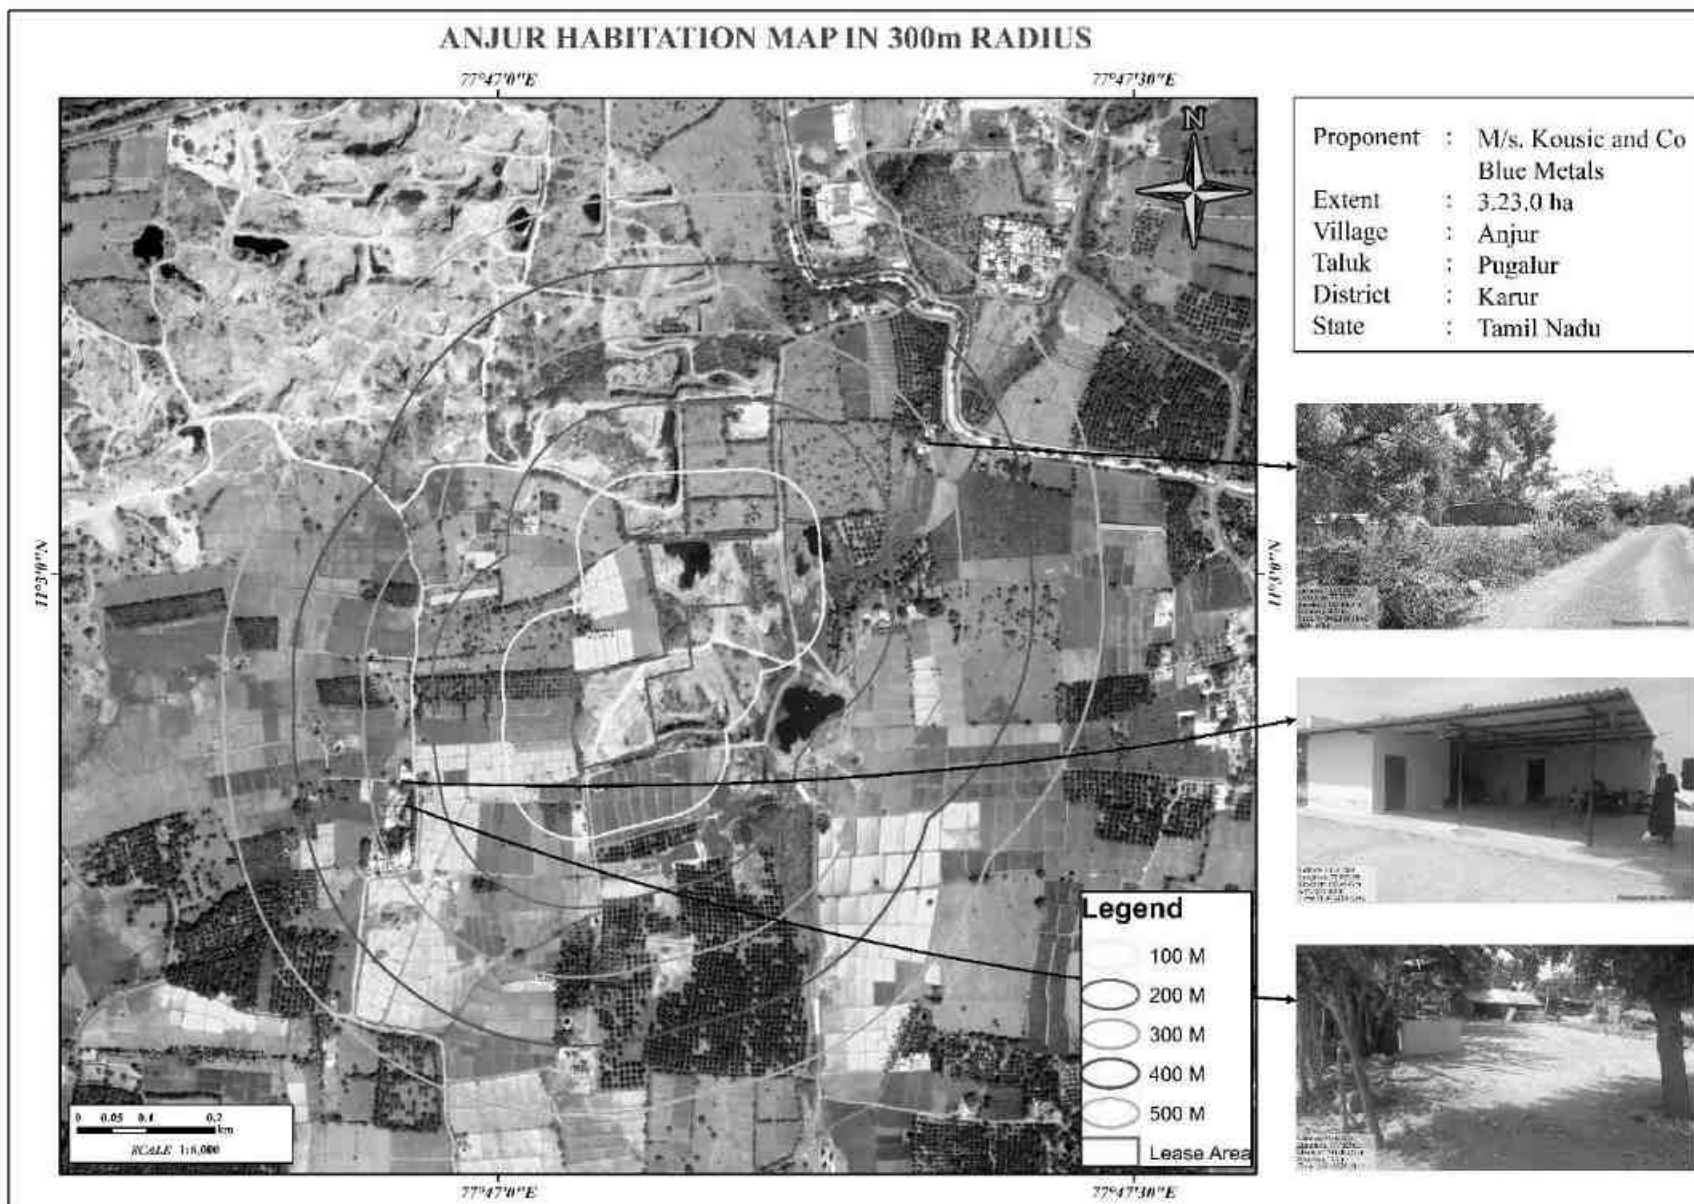 ANJUR HABITATION MAP IN 300m RADIUS
77°47'0"E
77°47'30"E
N
11°3'0"N
11°3'0"N
Proponent : M/s. Kousic and Co
Blue Metals
Extent : 3.23.0 ha
Village : Anjur
Taluk : Pugalur
District : Karur
State : Tamil Nadu
Legend
100 M
200 M
300 M
400 M
500 M
Lease Area
0 0.05 0.1 0.2
km
SCALE 1:6,000
77°47'0"E
77°47'30"E